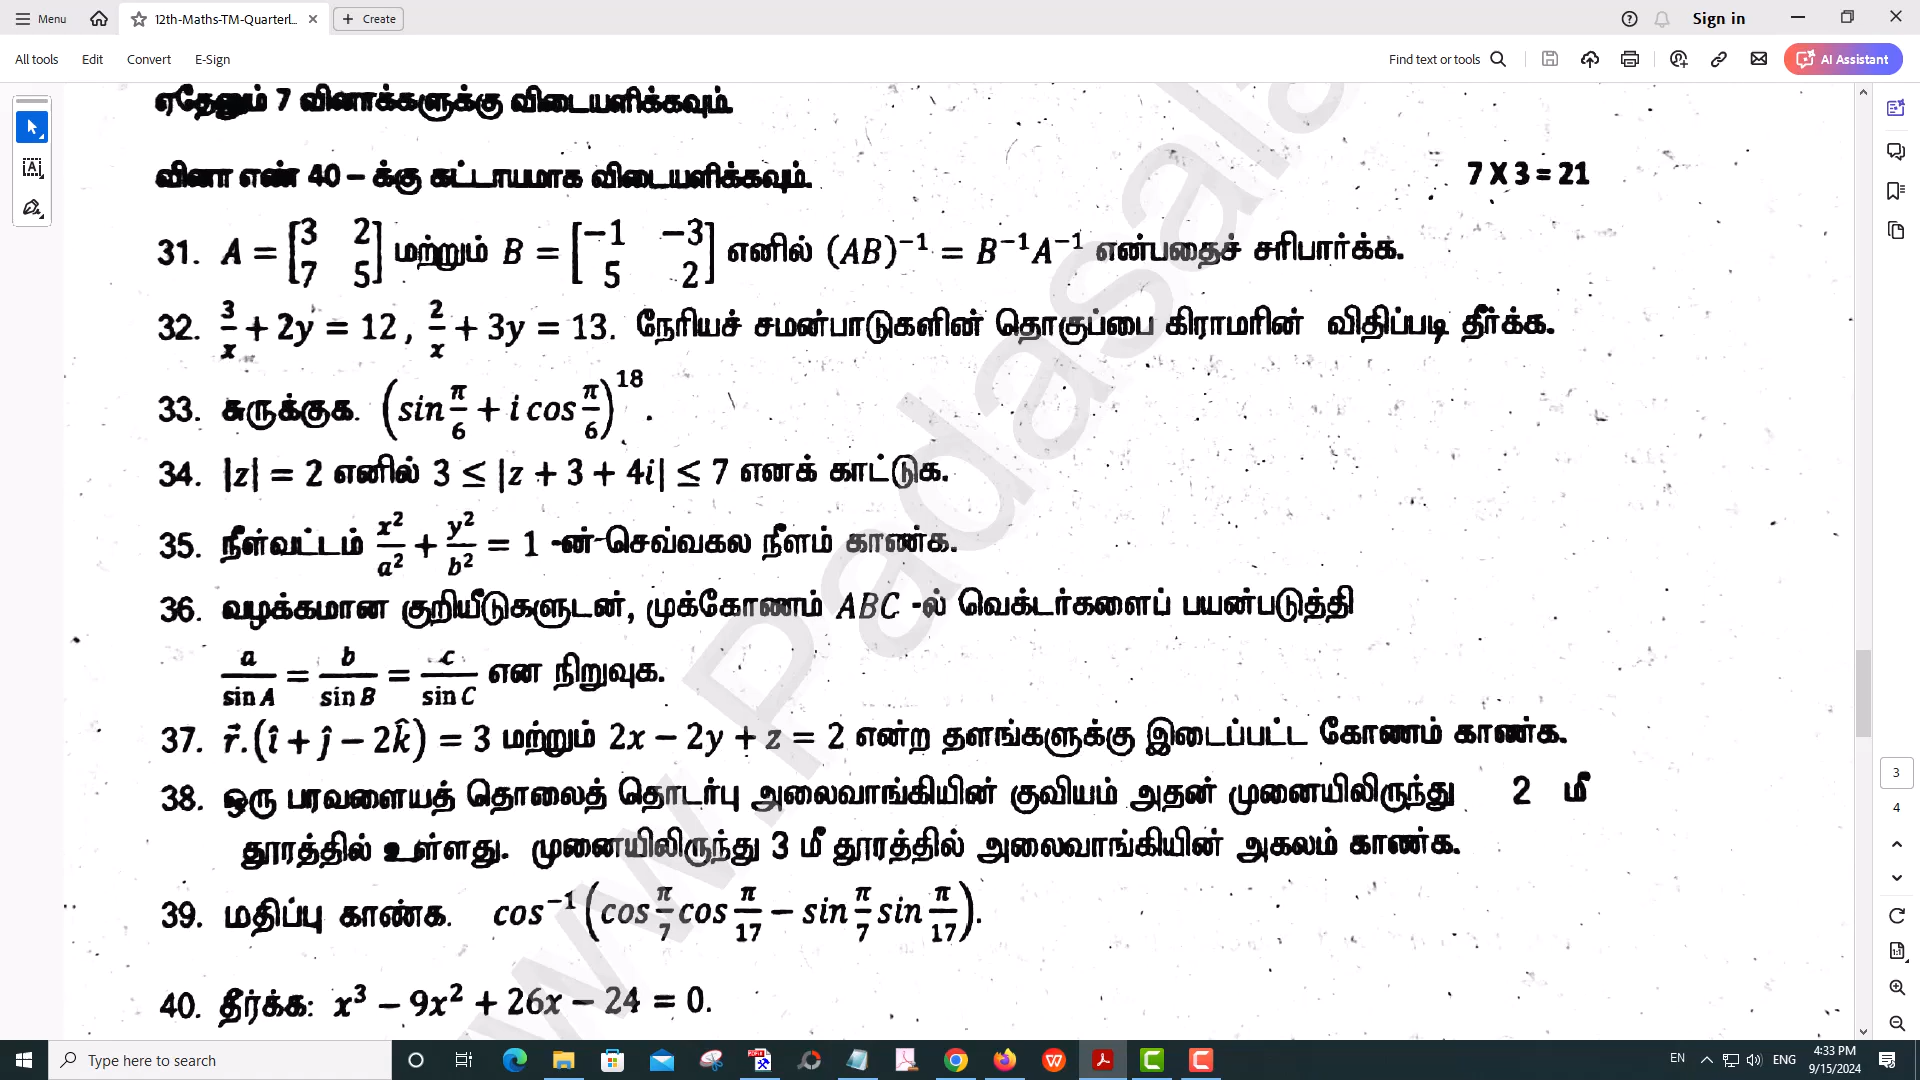 Menu
12th-Maths-TM-Quarterl...
Create
Sign in
All tools Edit Convert E-Sign
Find text or tools
AI Assistant
ஏதேனும் 7 வினாக்களுக்கு விடையளிக்கவும்.
வினா எண் 40 – க்கு கட்டாயமாக விடையளிக்கவும். 7 X 3 = 21
31. A = [3 2; 7 5] மற்றும் B = [−1 −3; 5 2] எனில் (AB)⁻¹ = B⁻¹A⁻¹ என்பதைச் சரிபார்க்க.
32. 3/x + 2y = 12 , 2/x + 3y = 13. நேரியச் சமன்பாடுகளின் தொகுப்பை கிராமரின் விதிப்படி தீர்க்க.
33. சுருக்குக. (sin π/6 + i cos π/6)¹⁸.
34. |z| = 2 எனில் 3 ≤ |z + 3 + 4i| ≤ 7 எனக் காட்டுக.
35. நீள்வட்டம் x²/a² + y²/b² = 1 -ன் செவ்வகல நீளம் காண்க.
36. வழக்கமான குறியீடுகளுடன், முக்கோணம் ABC -ல் வெக்டர்களைப் பயன்படுத்தி
a/sin A = b/sin B = c/sin C என நிறுவுக.
37. r⃗.(î + ĵ − 2k̂) = 3 மற்றும் 2x − 2y + z = 2 என்ற தளங்களுக்கு இடைப்பட்ட கோணம் காண்க.
38. ஒரு பரவளையத் தொலைத் தொடர்பு அலைவாங்கியின் குவியம் அதன் முனையிலிருந்து 2 மீ
தூரத்தில் உள்ளது. முனையிலிருந்து 3 மீ தூரத்தில் அலைவாங்கியின் அகலம் காண்க.
39. மதிப்பு காண்க. cos⁻¹(cos π/7 cos π/17 − sin π/7 sin π/17).
40. தீர்க்க: x³ − 9x² + 26x − 24 = 0.
www.Padasala
3
4
Type here to search
EN
ENG
4:33 PM
9/15/2024